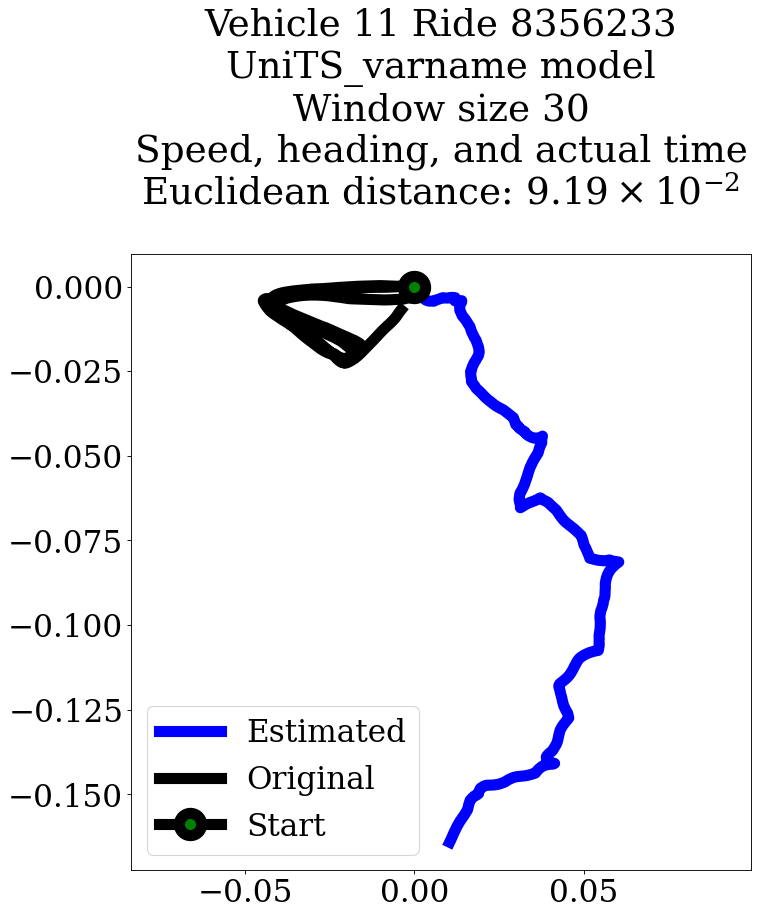 Vehicle 11 Ride 8356233
UniTS_varname model
Window size 30
Speed, heading, and actual time
Euclidean distance: 9.19 × 10⁻²
0.000
−0.025
−0.050
−0.075
−0.100
−0.125
−0.150
Estimated
Original
Start
−0.05
0.00
0.05